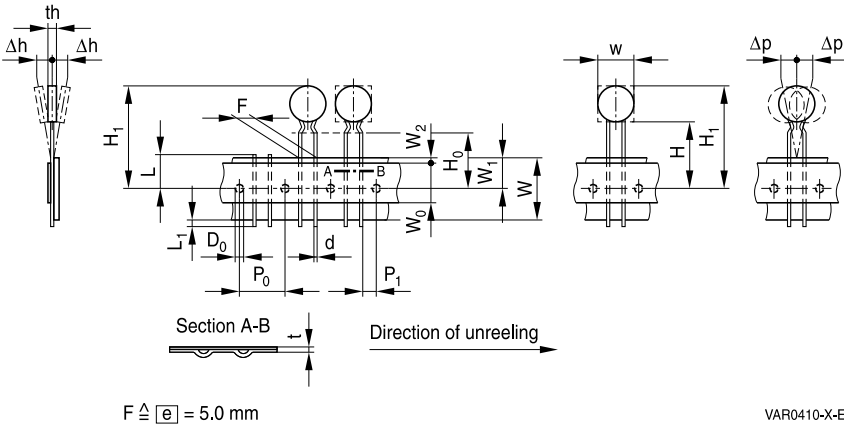 th
Δh Δh
w
Δp Δp
F
H₁
L
W₂
H₀
W₁
W
H
H₁
A B
L₁
D₀
W₀
d
P₀
P₁
Section A-B
t
Direction of unreeling
F ≙ e = 5.0 mm
VAR0410-X-E